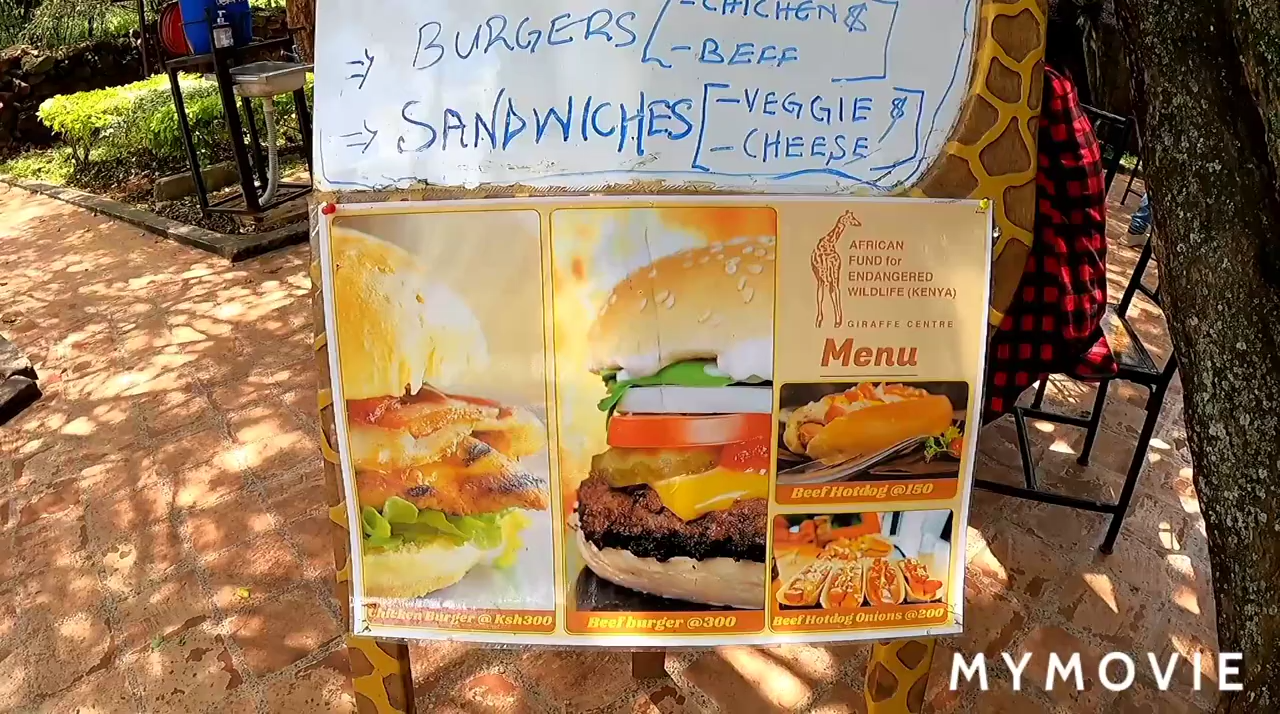 ⇒ BURGERS [ - CHICKEN &
- BEEF ]
⇒ SANDWICHES [ - VEGGIE &
- CHEESE ]
AFRICAN
FUND for
ENDANGERED
WILDLIFE (KENYA)
GIRAFFE CENTRE
Menu
Beef Hotdog @150
Chicken Burger @ Ksh300
Beef burger @300
Beef Hotdog Onions @200
MYMOVIE